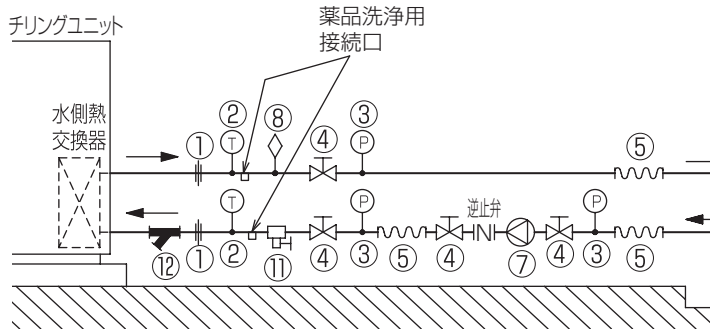 チリングユニット
薬品洗浄用
接続口
水側熱
交換器
① ② ⑧ ④ ③ ⑤
T P
T P 逆止弁 P
⑫ ① ② ⑪ ④ ③ ⑤ ④ ⑦ ④ ③ ⑤